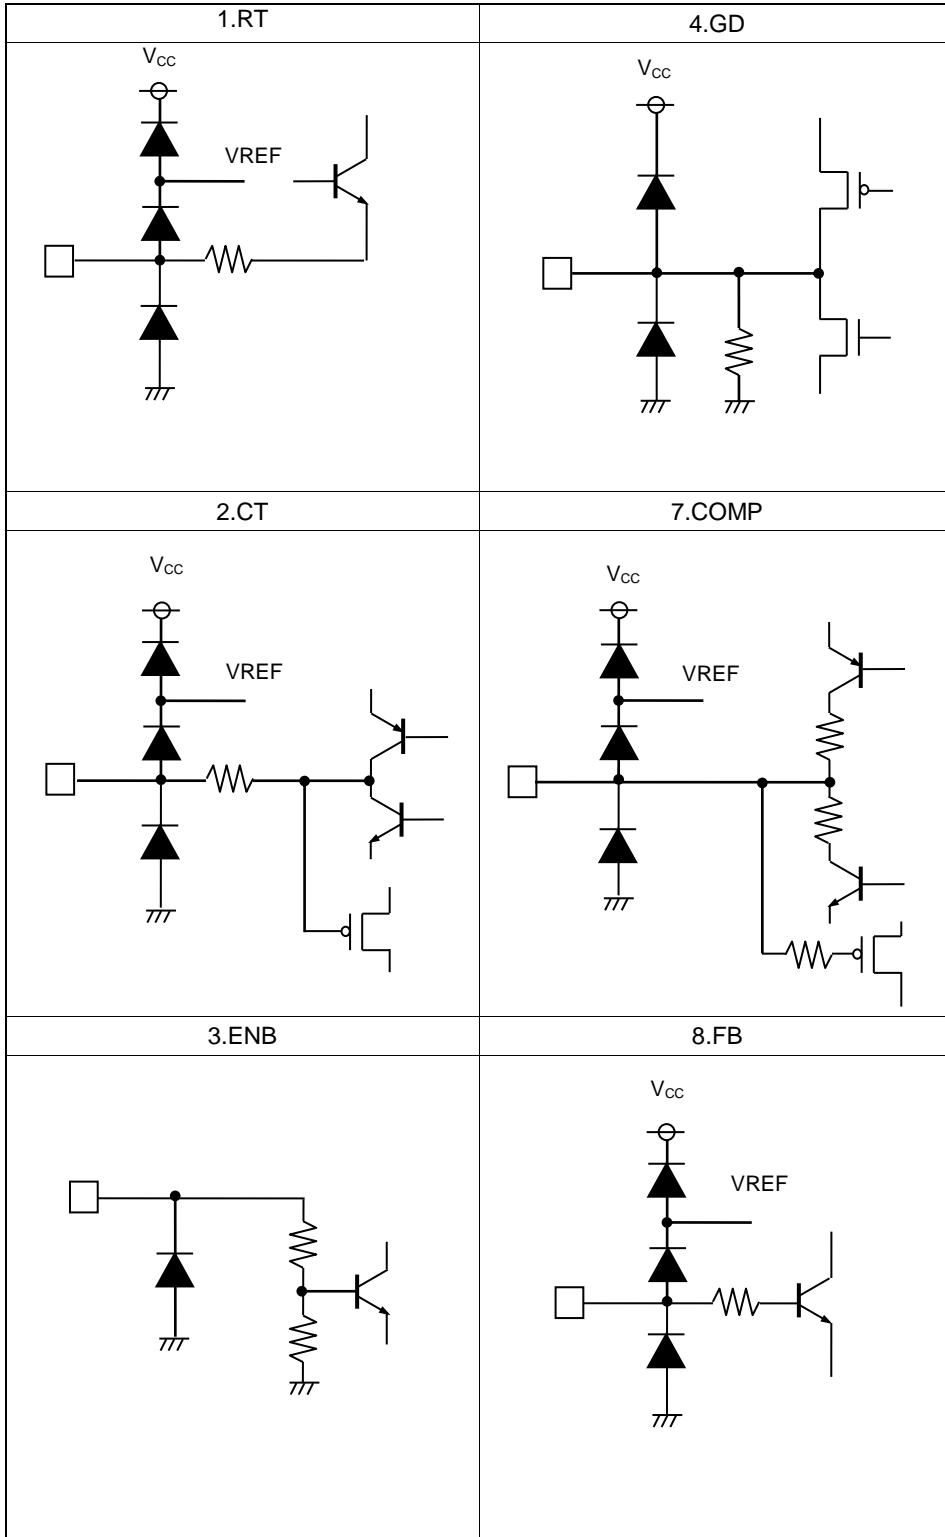 1.RT
4.GD
VCC
VREF
VCC
2.CT
7.COMP
VCC
VREF
VCC
VREF
3.ENB
8.FB
VCC
VREF